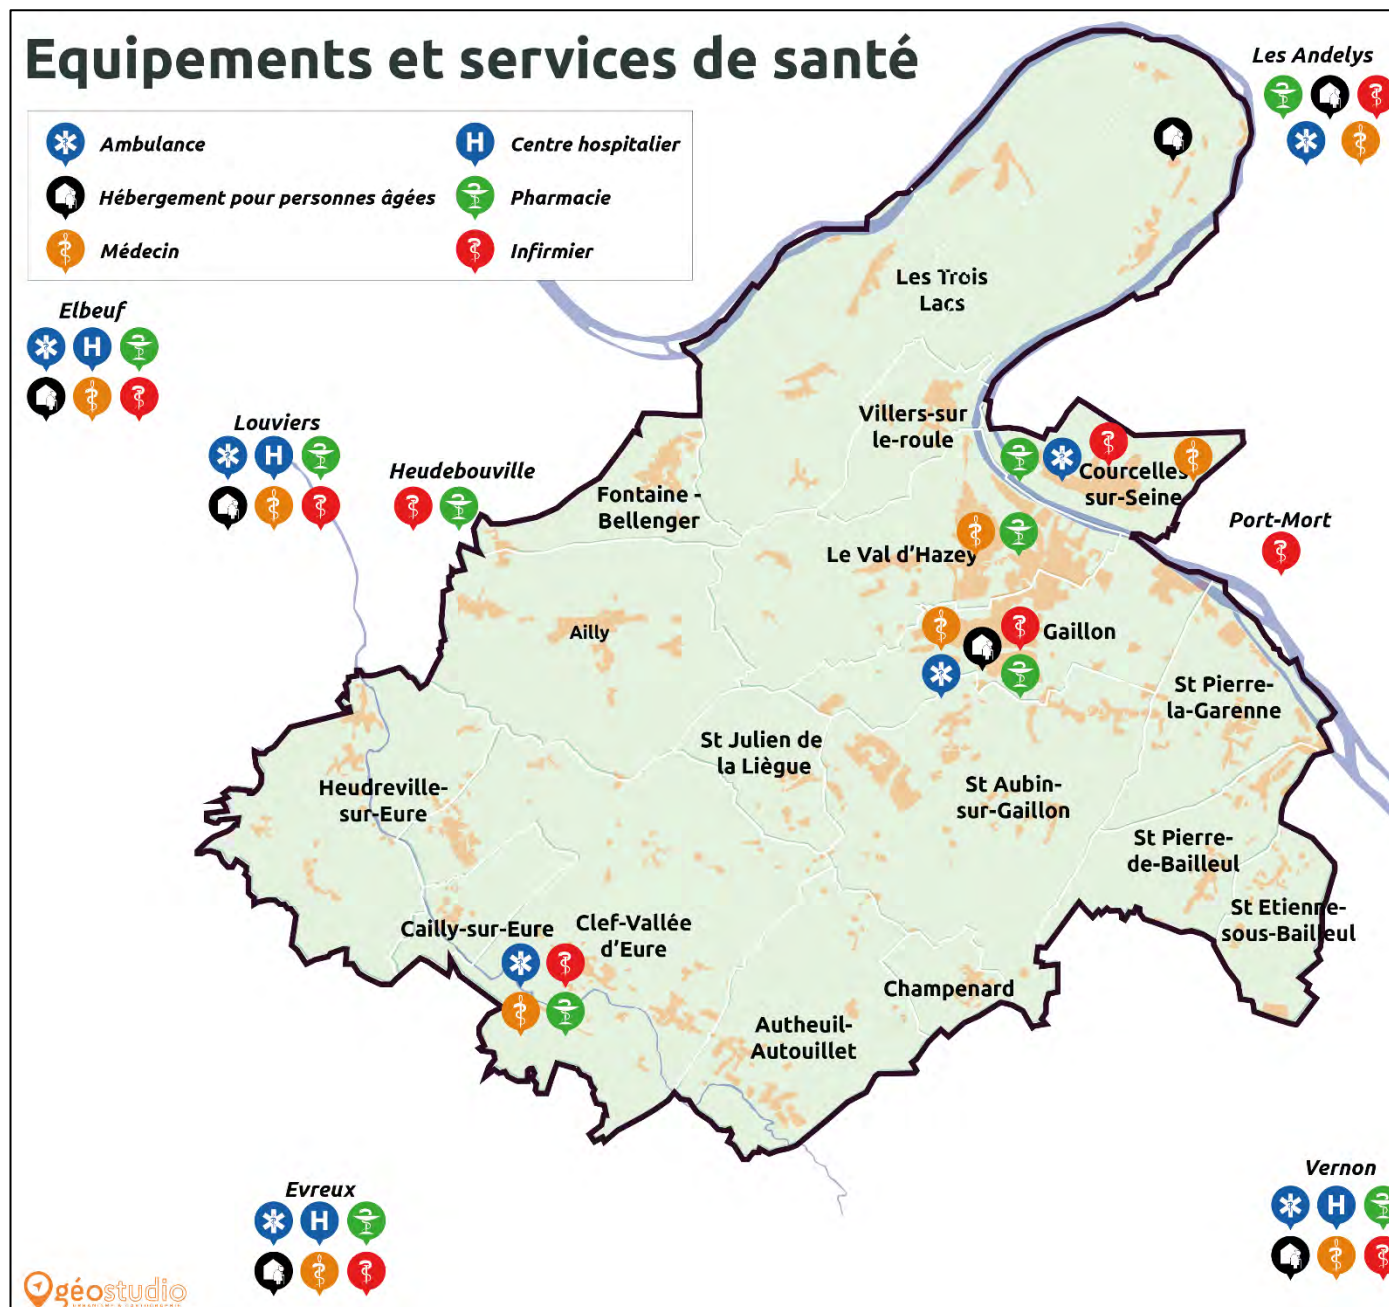 Equipements et services de santé
Ambulance
Centre hospitalier
Hébergement pour personnes âgées
Pharmacie
Médecin
Infirmier
Les Andelys
Elbeuf
H
Louviers
H
Heudebouville
Les Trois
Lacs
Villers-sur
le-roule
Fontaine -
Bellenger
Courcelles
sur-Seine
Port-Mort
Le Val d'Hazey
Ailly
Gaillon
St Pierre-
la-Garenne
St Julien de
la Liègue
Heudreville-
sur-Eure
St Aubin-
sur-Gaillon
St Pierre-
de-Bailleul
St Etienne-
sous-Bailleul
Cailly-sur-Eure
Clef-Vallée
d'Eure
Champenard
Autheuil-
Autouillet
Evreux
H
Vernon
H
géostudio
URBANISME & CARTOGRAPHIE